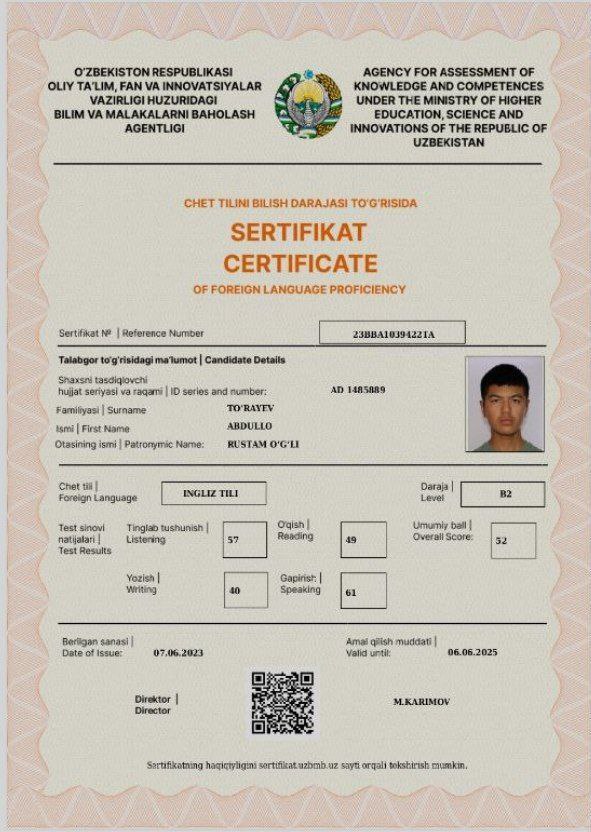 O'ZBEKISTON RESPUBLIKASI
OLIY TA'LIM, FAN VA INNOVATSIYALAR
VAZIRLIGI HUZURIDAGI
BILIM VA MALAKALARNI BAHOLASH
AGENTLIGI
AGENCY FOR ASSESSMENT OF
KNOWLEDGE AND COMPETENCES
UNDER THE MINISTRY OF HIGHER
EDUCATION, SCIENCE AND
INNOVATIONS OF THE REPUBLIC OF
UZBEKISTAN
CHET TILINI BILISH DARAJASI TO'G'RISIDA
SERTIFIKAT
CERTIFICATE
OF FOREIGN LANGUAGE PROFICIENCY
Sertifikat № | Reference Number 23BBA1039422TA
Talabgor to'g'risidagi ma'lumot | Candidate Details
Shaxsni tasdiqlovchi
hujjat seriyasi va raqami | ID series and number: AD 1485889
Familiyasi | Surname TO'RAYEV
Ismi | First Name ABDULLO
Otasining ismi | Patronymic Name: RUSTAM O'G'LI
Chet tili |
Foreign Language INGLIZ TILI
Daraja |
Level B2
Test sinovi
natijalari |
Test Results
Tinglab tushunish |
Listening 57
O'qish |
Reading 49
Umumiy ball |
Overall Score: 52
Yozish |
Writing 40
Gapirish: |
Speaking 61
Berilgan sanasi |
Date of Issue: 07.06.2023
Amal qilish muddati |
Valid until: 06.06.2025
Direktor |
Director
M.KARIMOV
Sertifikatning haqiqiyligini sertifikat.uzbmb.uz sayti orqali tekshirish mumkin.